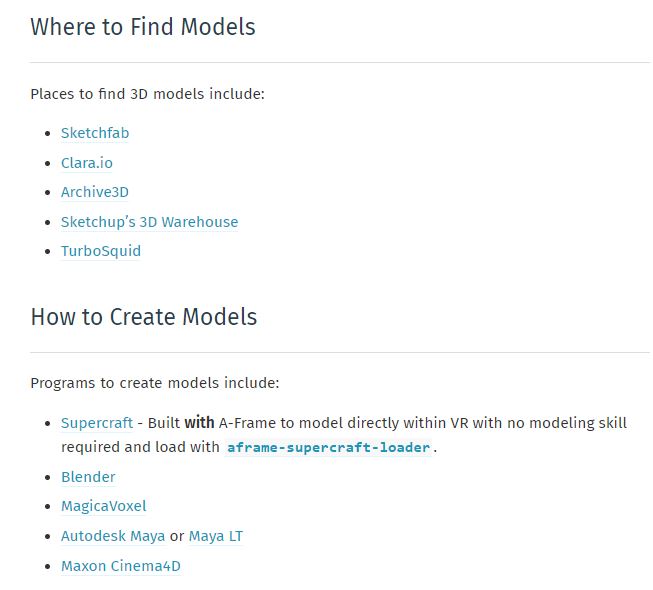 Where to Find Models
Places to find 3D models include:
• Sketchfab
• Clara.io
• Archive3D
• Sketchup’s 3D Warehouse
• TurboSquid
How to Create Models
Programs to create models include:
• Supercraft - Built with A-Frame to model directly within VR with no modeling skill
required and load with aframe-supercraft-loader.
• Blender
• MagicaVoxel
• Autodesk Maya or Maya LT
• Maxon Cinema4D